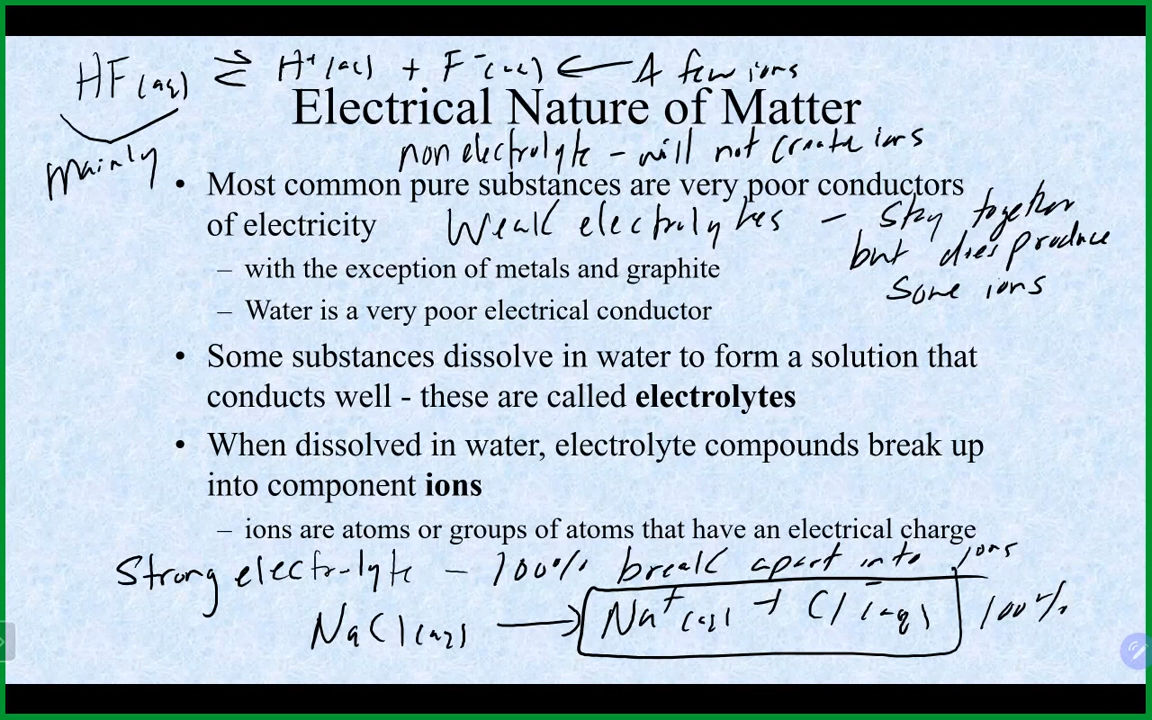 HF(aq) ⇌ H+(aq) + F-(aq) ← A few ions
Electrical Nature of Matter
mainly
non electrolyte - will not create ions
• Most common pure substances are very poor conductors
of electricity
Weak electrolytes - stay together
but does produce
some ions
– with the exception of metals and graphite
– Water is a very poor electrical conductor
• Some substances dissolve in water to form a solution that
conducts well - these are called electrolytes
• When dissolved in water, electrolyte compounds break up
into component ions
– ions are atoms or groups of atoms that have an electrical charge
Strong electrolyte - 100% break apart into ions
NaCl(aq) → Na+(aq) + Cl-(aq) 100%